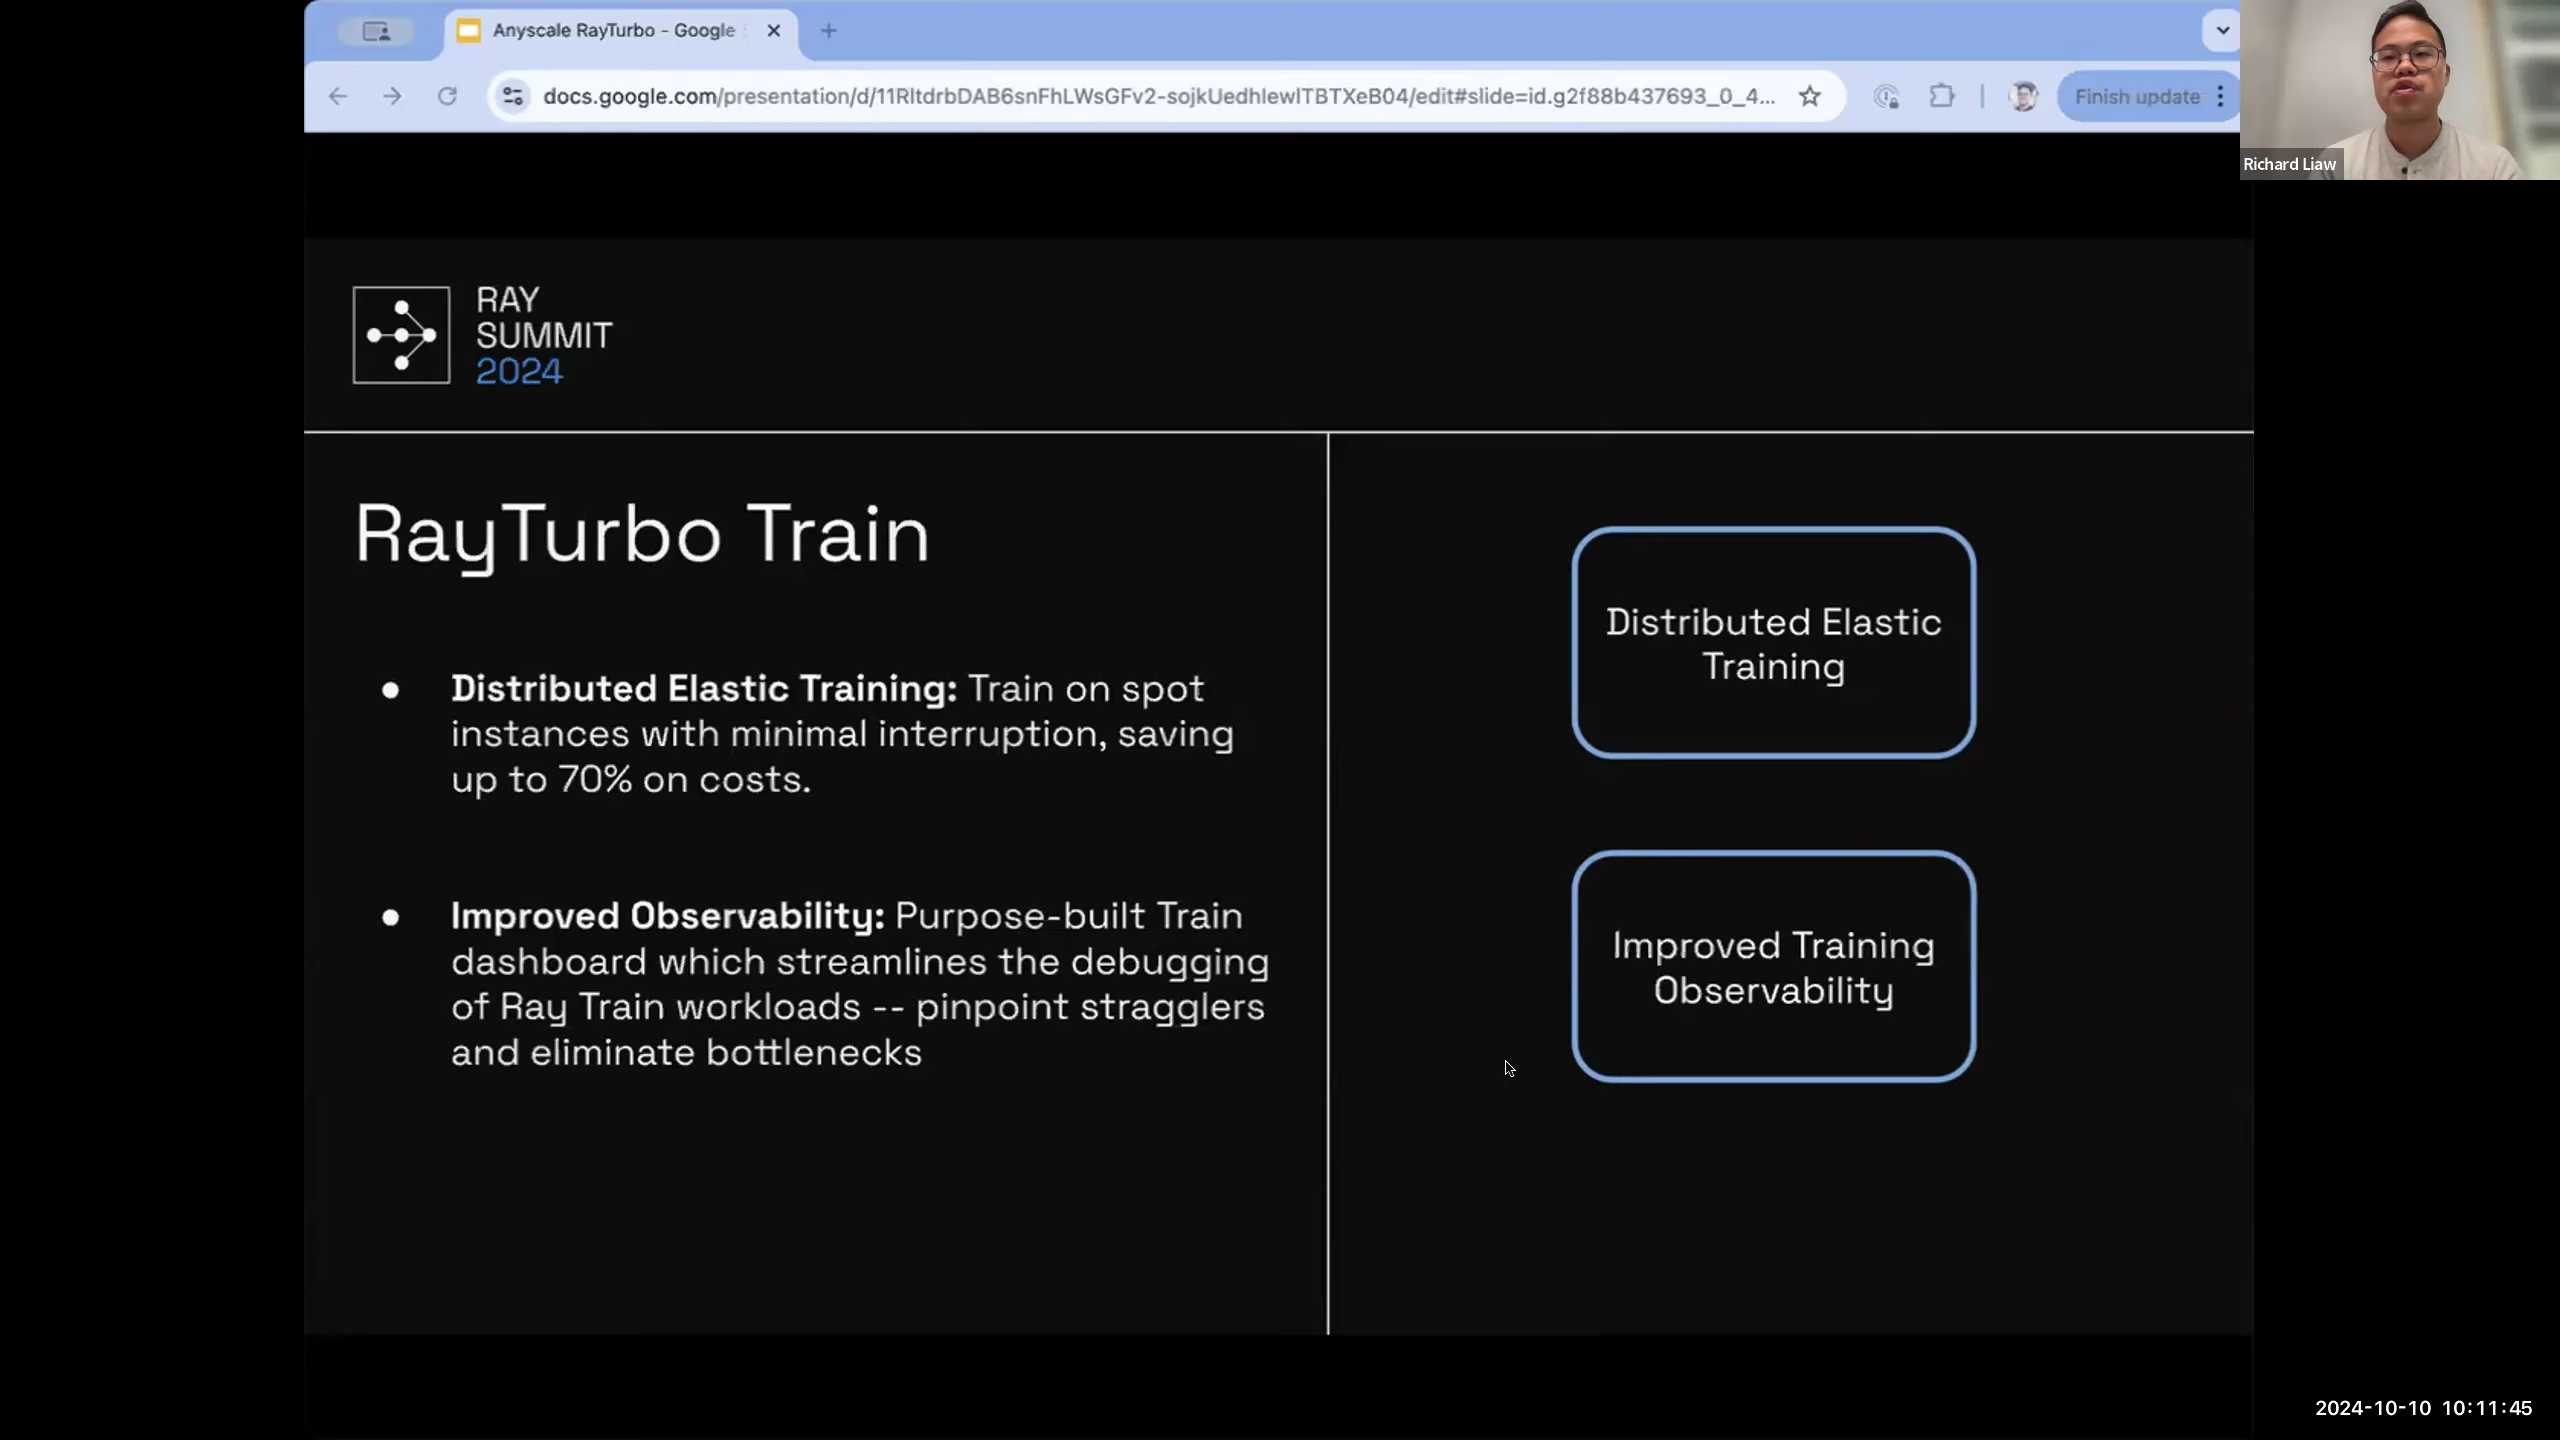 Anyscale RayTurbo - Google
docs.google.com/presentation/d/11RltdrbDAB6snFhLWsGFv2-sojkUedhlewlTBTXeB04/edit#slide=id.g2f88b437693_0_4...
Finish update
Richard Liaw
RAY
SUMMIT
2024
RayTurbo Train
● Distributed Elastic Training: Train on spot
instances with minimal interruption, saving
up to 70% on costs.
● Improved Observability: Purpose-built Train
dashboard which streamlines the debugging
of Ray Train workloads -- pinpoint stragglers
and eliminate bottlenecks
Distributed Elastic
Training
Improved Training
Observability
2024-10-10 10:11:45